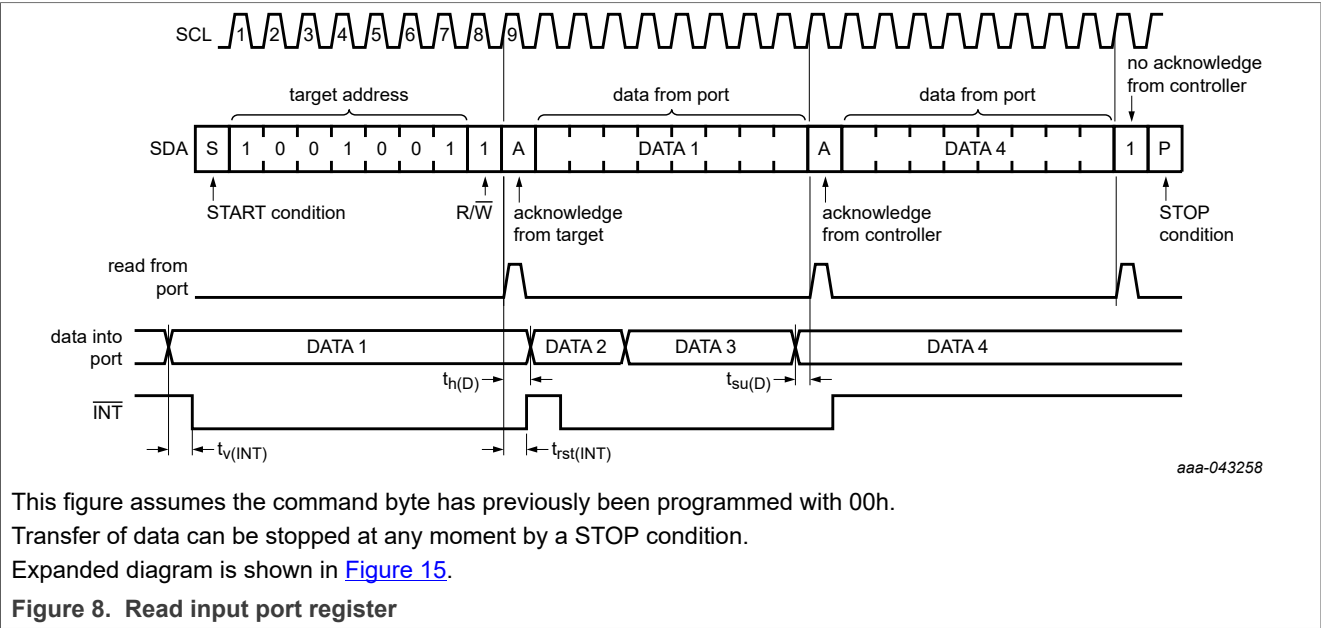 SCL 1 2 3 4 5 6 7 8 9
no acknowledge
from controller
target address data from port data from port
SDA S 1 0 0 1 0 0 1 1 A DATA 1 A DATA 4 1 P
START condition R/W̅ acknowledge
from target
acknowledge
from controller
STOP
condition
read from
port
data into
port
DATA 1 DATA 2 DATA 3 DATA 4
th(D) tsu(D)
I̅N̅T̅
tv(INT) trst(INT)
aaa-043258
This figure assumes the command byte has previously been programmed with 00h.
Transfer of data can be stopped at any moment by a STOP condition.
Expanded diagram is shown in Figure 15.
Figure 8. Read input port register